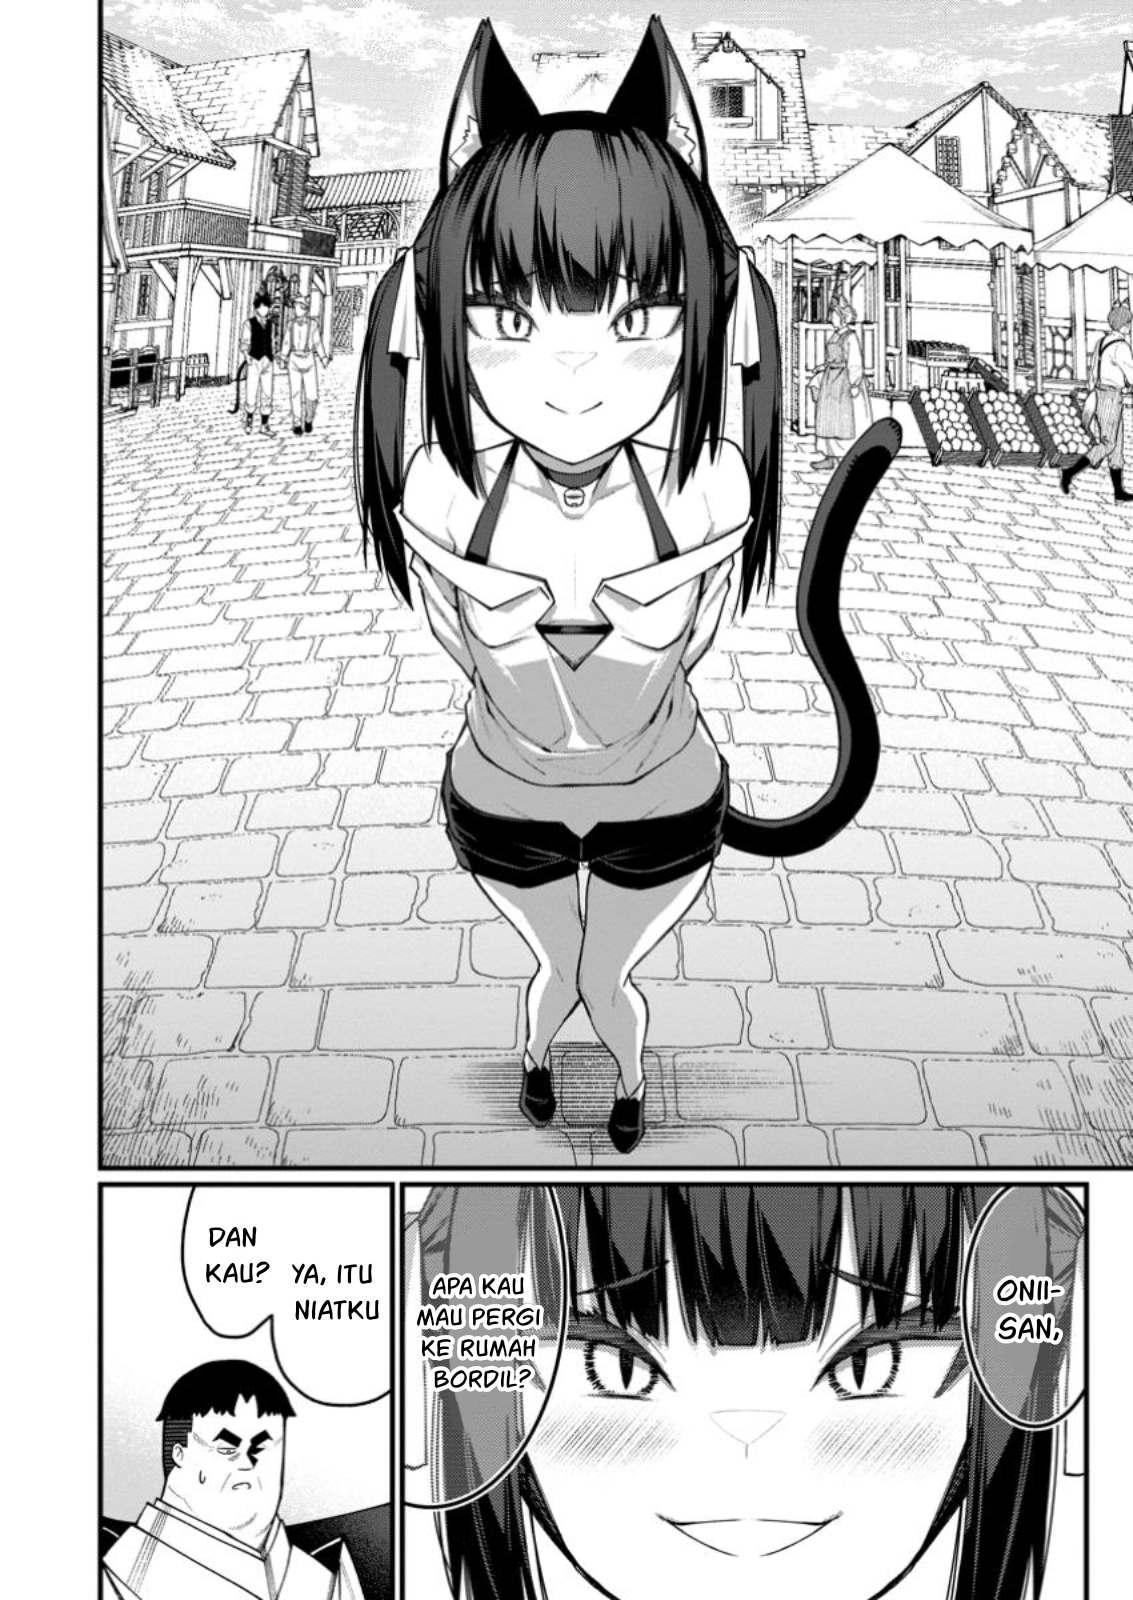 ONII-
SAN,
APA KAU
MAU PERGI
KE RUMAH
BORDIL?
YA, ITU
NIATKU
DAN
KAU?